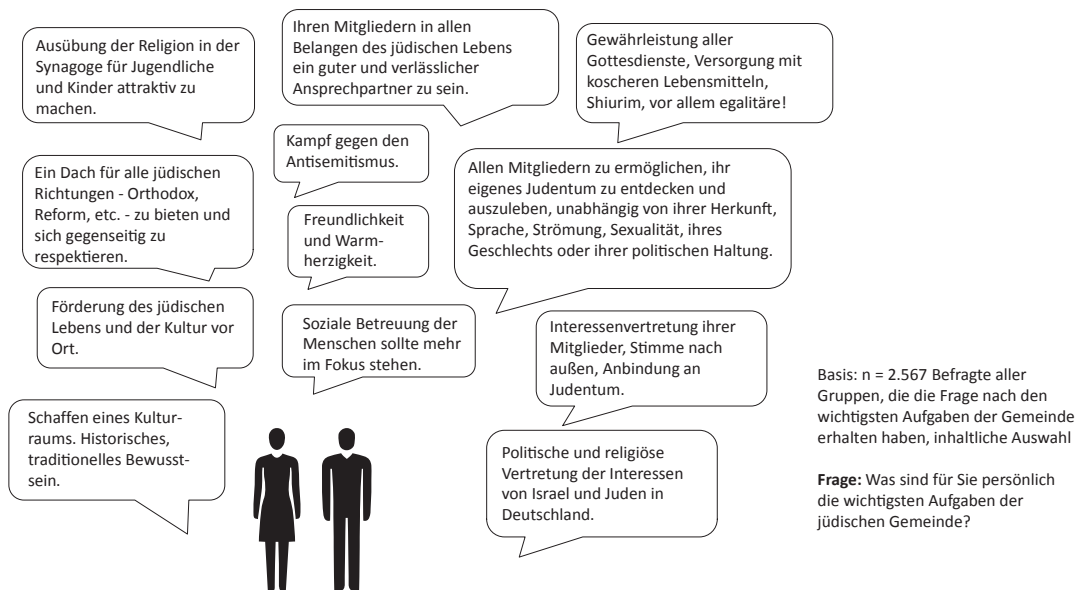 Ausübung der Religion in der
Synagoge für Jugendliche
und Kinder attraktiv zu
machen.
Ihren Mitgliedern in allen
Belangen des jüdischen Lebens
ein guter und verlässlicher
Ansprechpartner zu sein.
Gewährleistung aller
Gottesdienste, Versorgung mit
koscheren Lebensmitteln,
Shiurim, vor allem egalitäre!
Kampf gegen den
Antisemitismus.
Ein Dach für alle jüdischen
Richtungen - Orthodox,
Reform, etc. - zu bieten und
sich gegenseitig zu
respektieren.
Freundlichkeit
und Warm-
herzigkeit.
Allen Mitgliedern zu ermöglichen, ihr
eigenes Judentum zu entdecken und
auszuleben, unabhängig von ihrer Herkunft,
Sprache, Strömung, Sexualität, ihres
Geschlechts oder ihrer politischen Haltung.
Förderung des jüdischen
Lebens und der Kultur vor
Ort.
Soziale Betreuung der
Menschen sollte mehr
im Fokus stehen.
Interessenvertretung ihrer
Mitglieder, Stimme nach
außen, Anbindung an
Judentum.
Schaffen eines Kultur-
raums. Historisches,
traditionelles Bewusst-
sein.
Politische und religiöse
Vertretung der Interessen
von Israel und Juden in
Deutschland.
Basis: n = 2.567 Befragte aller
Gruppen, die die Frage nach den
wichtigsten Aufgaben der Gemeinde
erhalten haben, inhaltliche Auswahl
Frage: Was sind für Sie persönlich
die wichtigsten Aufgaben der
jüdischen Gemeinde?